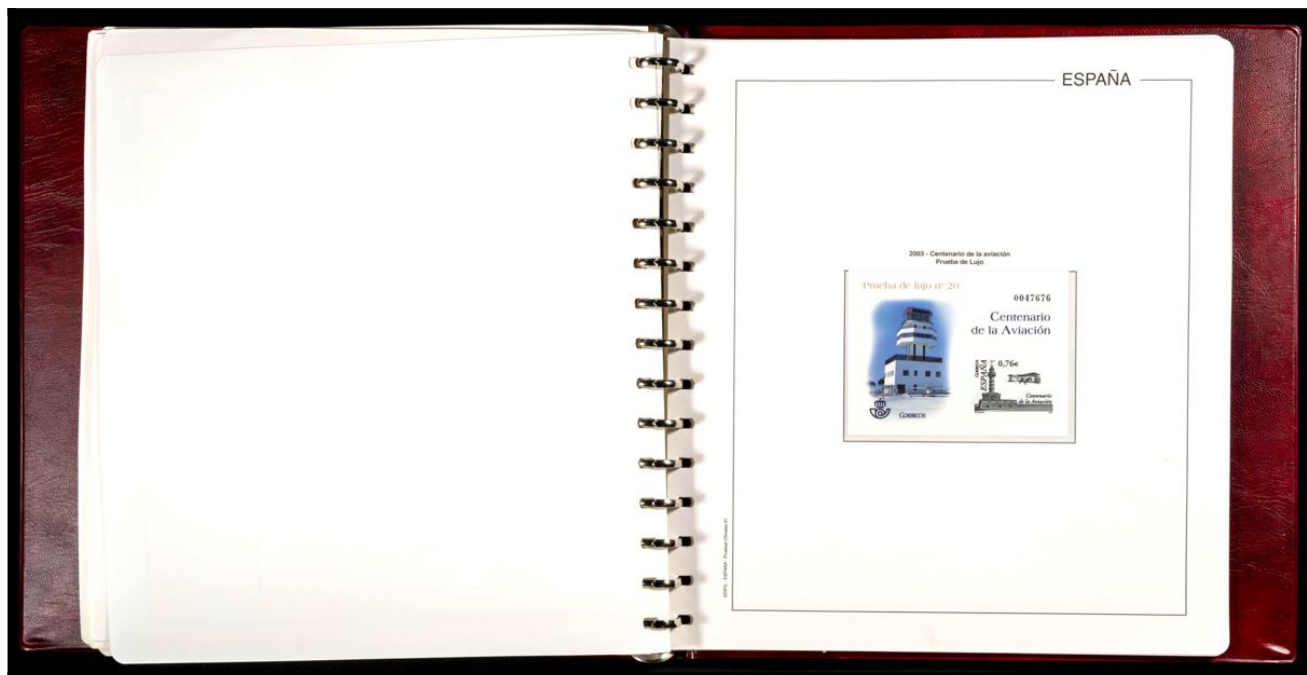 ESPAÑA
2003 - Centenario de la aviación
Prueba de Lujo
Prueba de lujo nº 20
0047676
Centenario
de la Aviación
CORREOS
ESPAÑA
0,76€
Centenario
de la Aviación
CORREOS